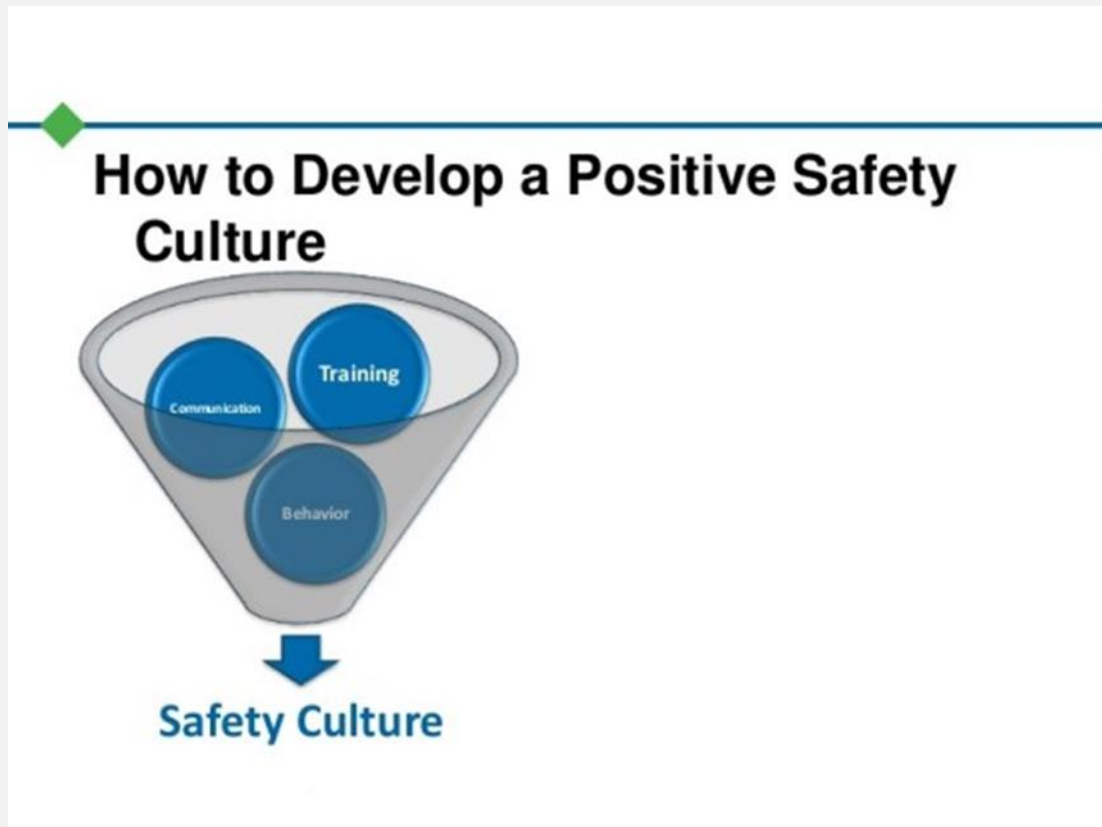 How to Develop a Positive Safety
Culture
Training
Communication
Behavior
Safety Culture